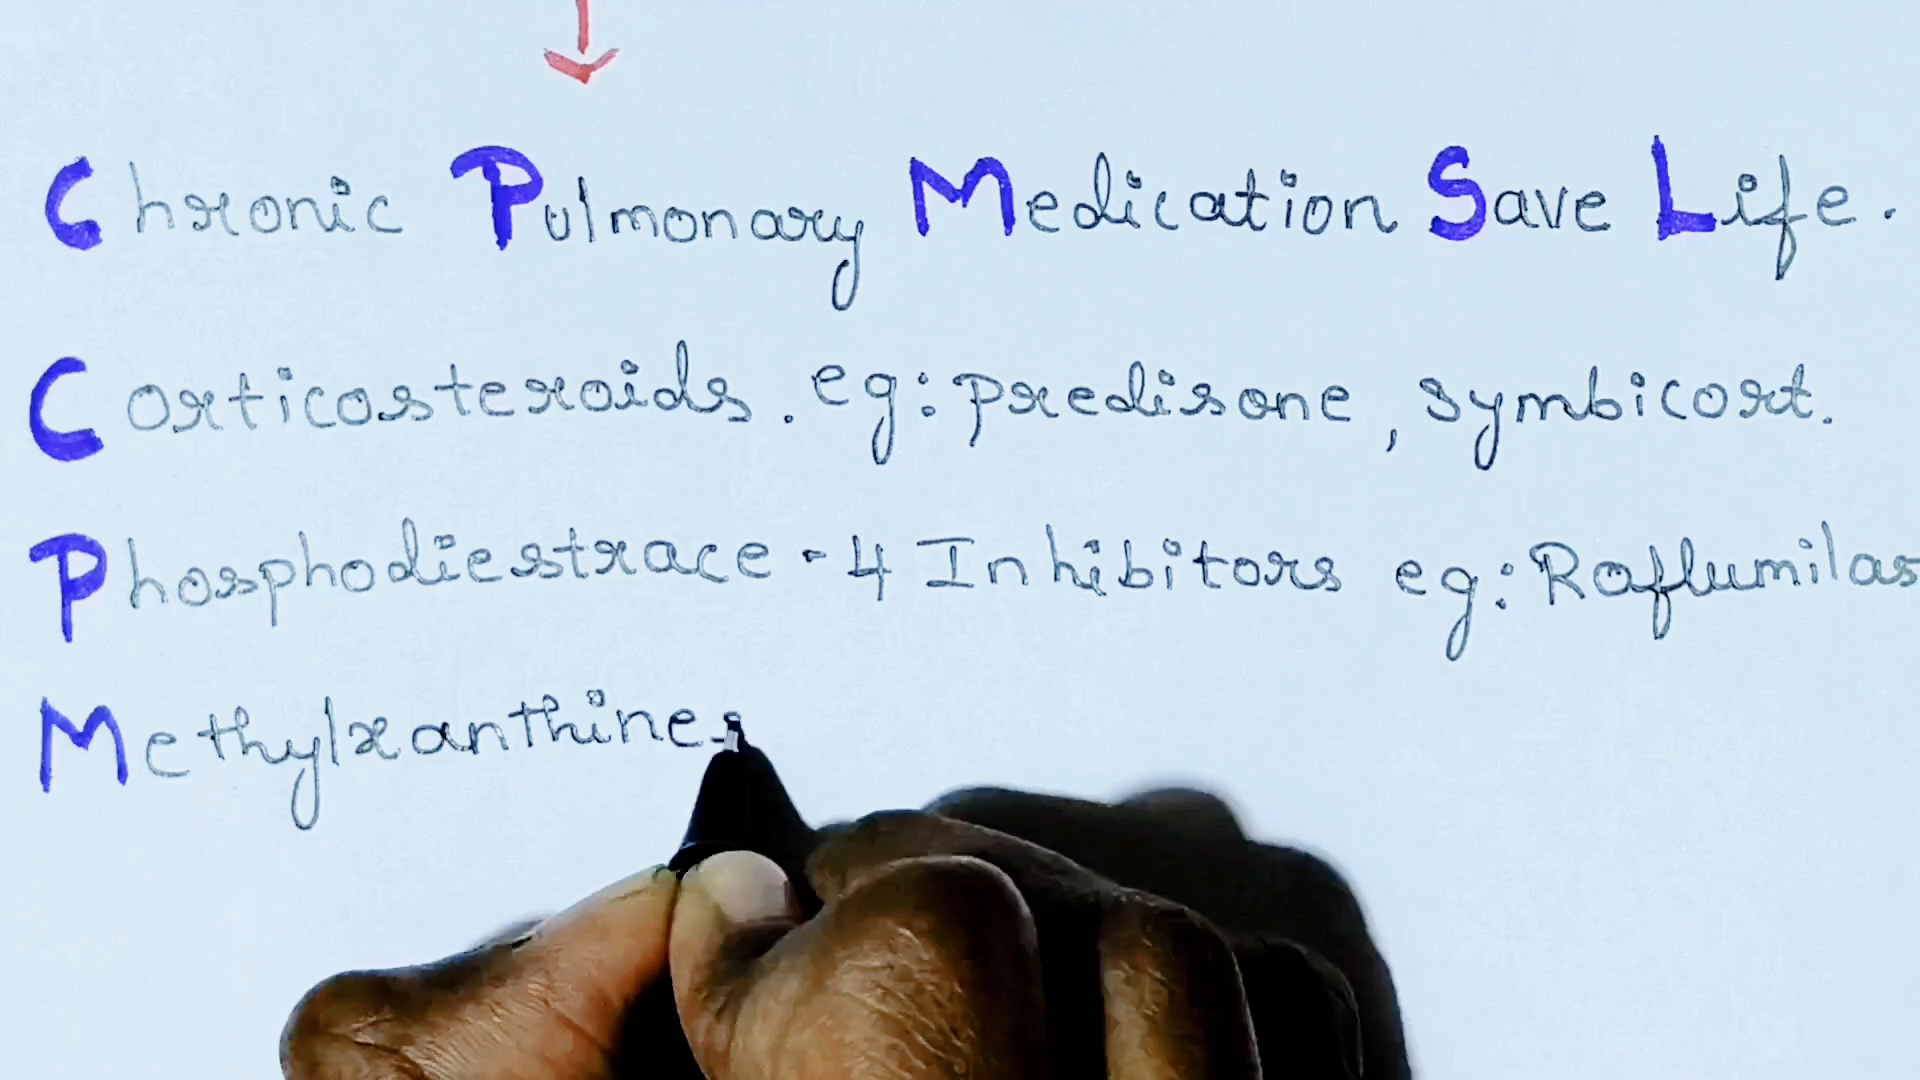 Chronic Pulmonary Medication Save Life.
Corticosteroids. eg: predisone, symbicort.
Phosphodiestrace - 4 Inhibitors eg: Roflumilas
Methylxanthines